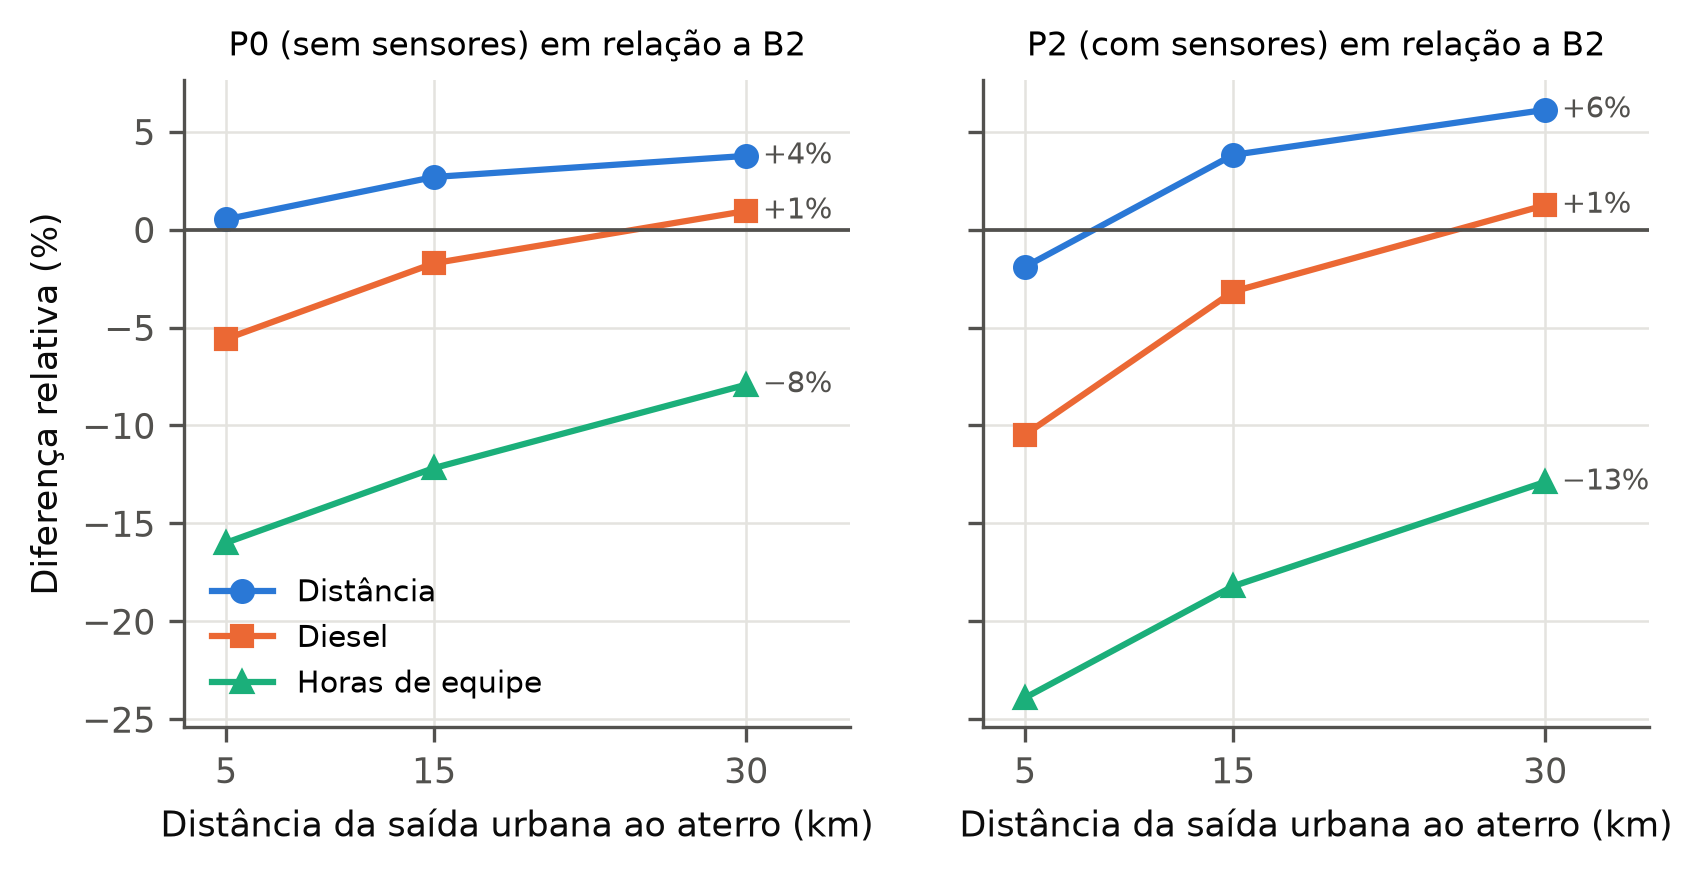 P0 (sem sensores) em relação a B2
P2 (com sensores) em relação a B2
Diferença relativa (%)
5
0
−5
−10
−15
−20
−25
+4%
+1%
−8%
Distância
Diesel
Horas de equipe
5
15
30
Distância da saída urbana ao aterro (km)
+6%
+1%
−13%
5
15
30
Distância da saída urbana ao aterro (km)